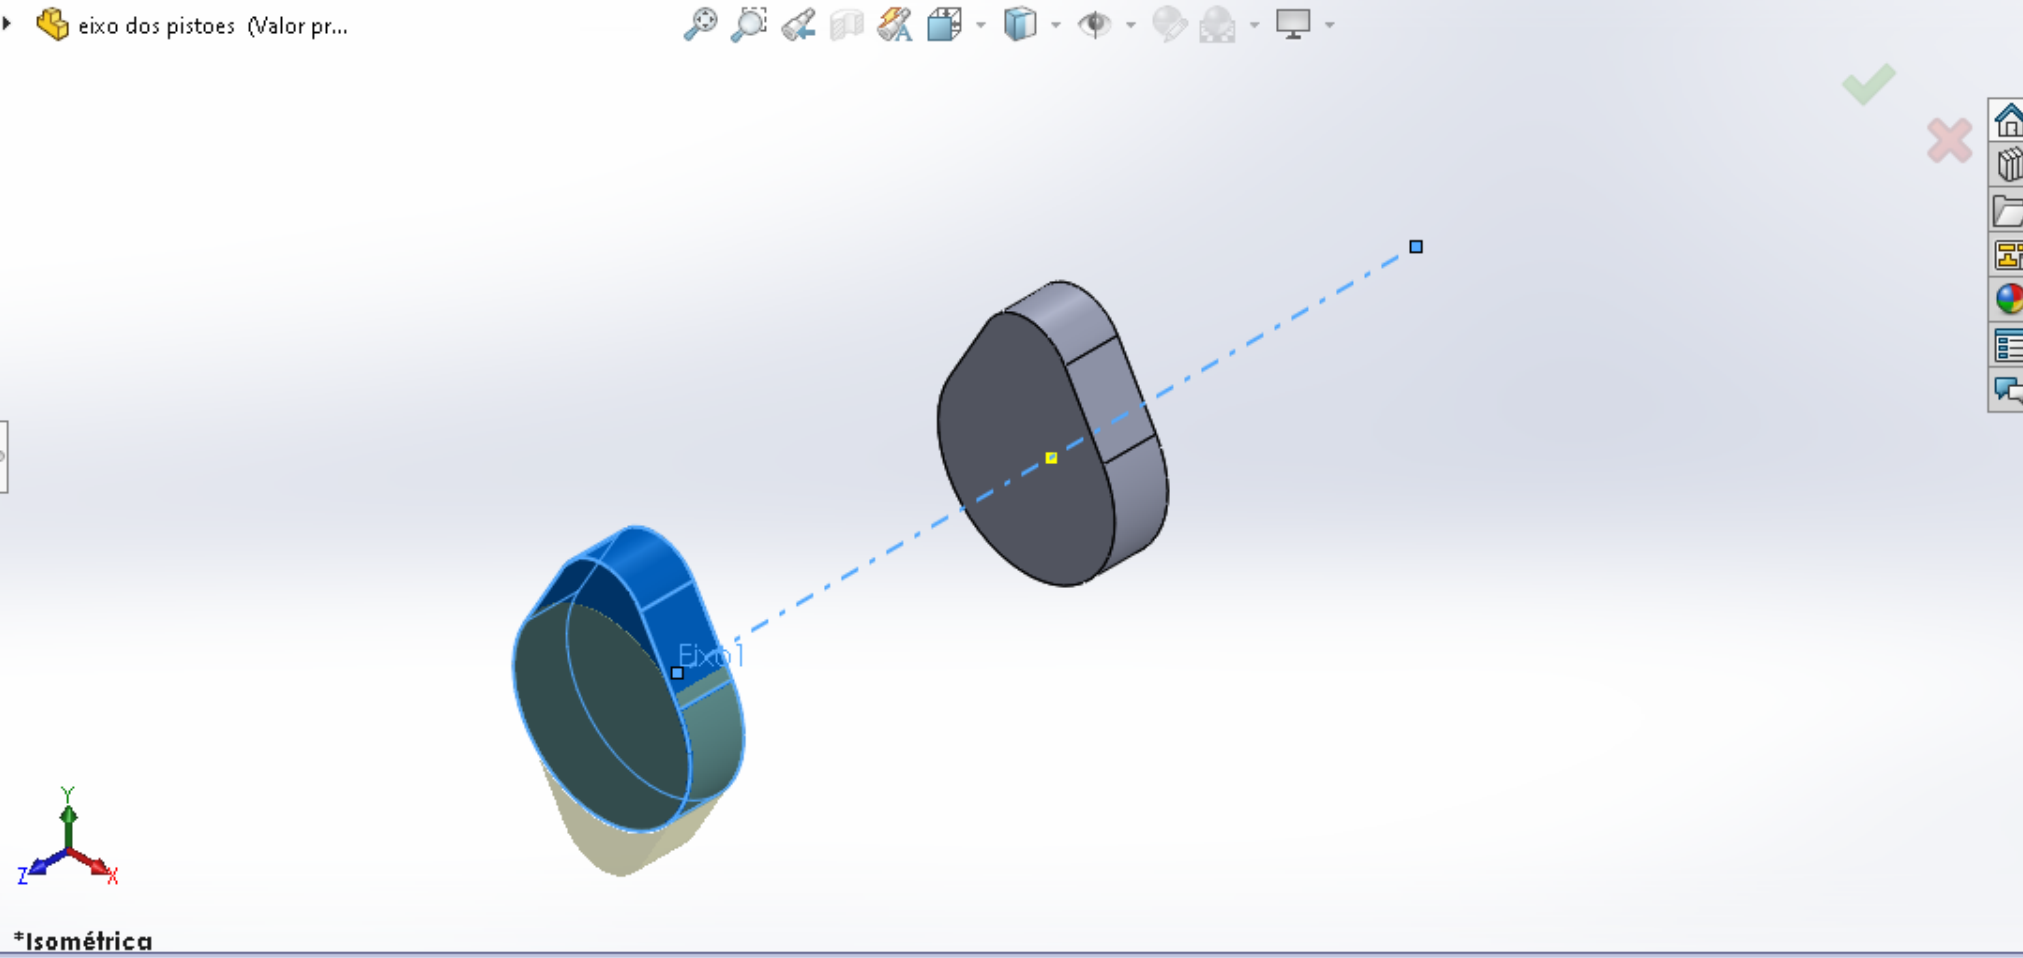 eixo dos pistoes (Valor pr...
Eixo1
Y
Z
X
*Isométrica